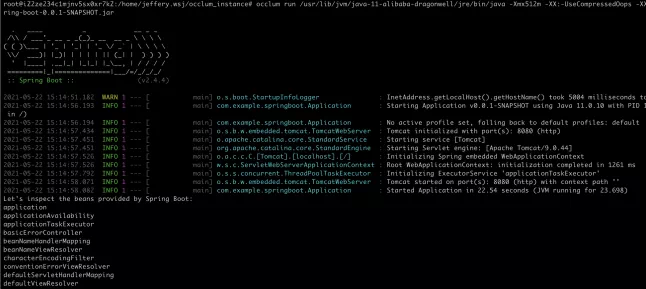 root@iZ2ze234c1mjnv5sx0xr7kZ:/home/jeffery.wsj/occlum_instance# occlum run /usr/lib/jvm/java-11-alibaba-dragonwell/jre/bin/java -Xmx512m -XX:-UseCompressedOops -XX
ring-boot-0.0.1-SNAPSHOT.jar
:: Spring Boot :: (v2.4.4)
2021-05-22 15:14:51.182 WARN 1 --- [ main] o.s.boot.StartupInfoLogger : InetAddress.getLocalHost().getHostName() took 5004 milliseconds to
2021-05-22 15:14:56.193 INFO 1 --- [ main] com.example.springboot.Application : Starting Application v0.0.1-SNAPSHOT using Java 11.0.10 with PID 1
in /)
2021-05-22 15:14:56.194 INFO 1 --- [ main] com.example.springboot.Application : No active profile set, falling back to default profiles: default
2021-05-22 15:14:57.434 INFO 1 --- [ main] o.s.b.w.embedded.tomcat.TomcatWebServer : Tomcat initialized with port(s): 8080 (http)
2021-05-22 15:14:57.451 INFO 1 --- [ main] o.apache.catalina.core.StandardService : Starting service [Tomcat]
2021-05-22 15:14:57.451 INFO 1 --- [ main] org.apache.catalina.core.StandardEngine : Starting Servlet engine: [Apache Tomcat/9.0.44]
2021-05-22 15:14:57.526 INFO 1 --- [ main] o.a.c.c.C.[Tomcat].[localhost].[/] : Initializing Spring embedded WebApplicationContext
2021-05-22 15:14:57.526 INFO 1 --- [ main] w.s.c.ServletWebServerApplicationContext : Root WebApplicationContext: initialization completed in 1261 ms
2021-05-22 15:14:57.792 INFO 1 --- [ main] o.s.s.concurrent.ThreadPoolTaskExecutor : Initializing ExecutorService 'applicationTaskExecutor'
2021-05-22 15:14:58.071 INFO 1 --- [ main] o.s.b.w.embedded.tomcat.TomcatWebServer : Tomcat started on port(s): 8080 (http) with context path ''
2021-05-22 15:14:58.082 INFO 1 --- [ main] com.example.springboot.Application : Started Application in 22.54 seconds (JVM running for 23.698)
Let's inspect the beans provided by Spring Boot:
application
applicationAvailability
applicationTaskExecutor
basicErrorController
beanNameHandlerMapping
beanNameViewResolver
characterEncodingFilter
conventionErrorViewResolver
defaultServletHandlerMapping
defaultViewResolver